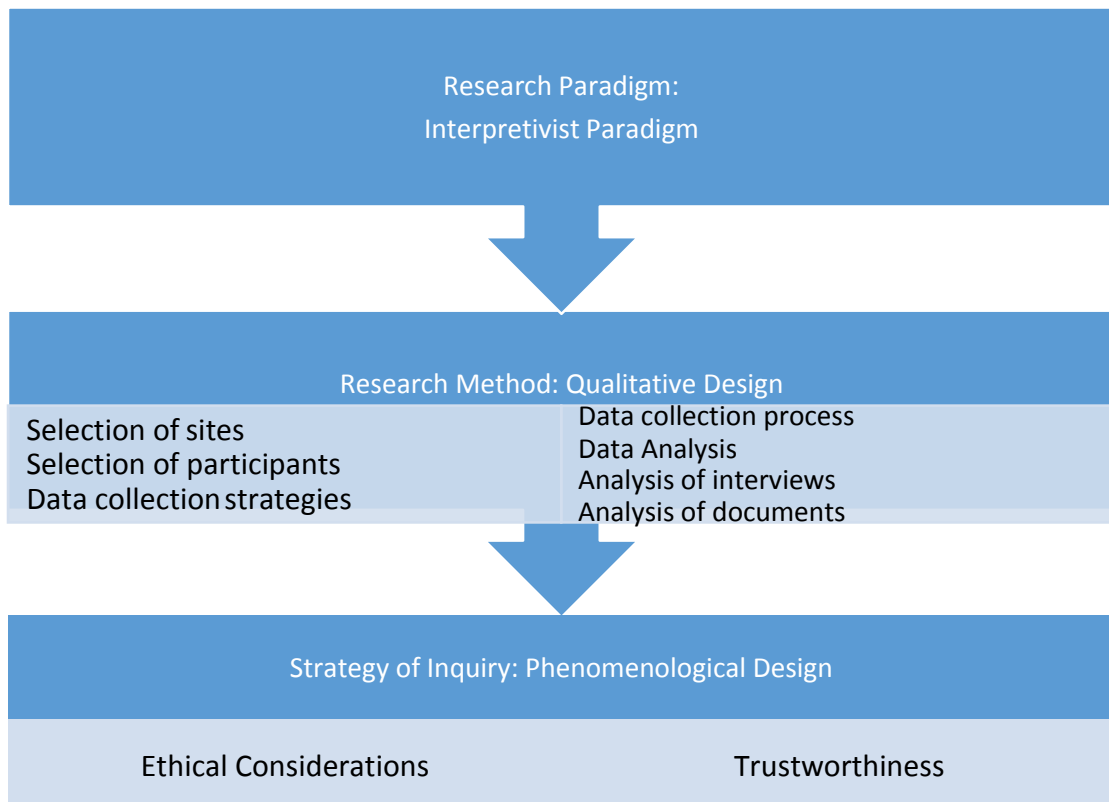 Research Paradigm:
Interpretivist Paradigm
Research Method: Qualitative Design
Selection of sites
Selection of participants
Data collection strategies
Data collection process
Data Analysis
Analysis of interviews
Analysis of documents
Strategy of Inquiry: Phenomenological Design
Ethical Considerations
Trustworthiness